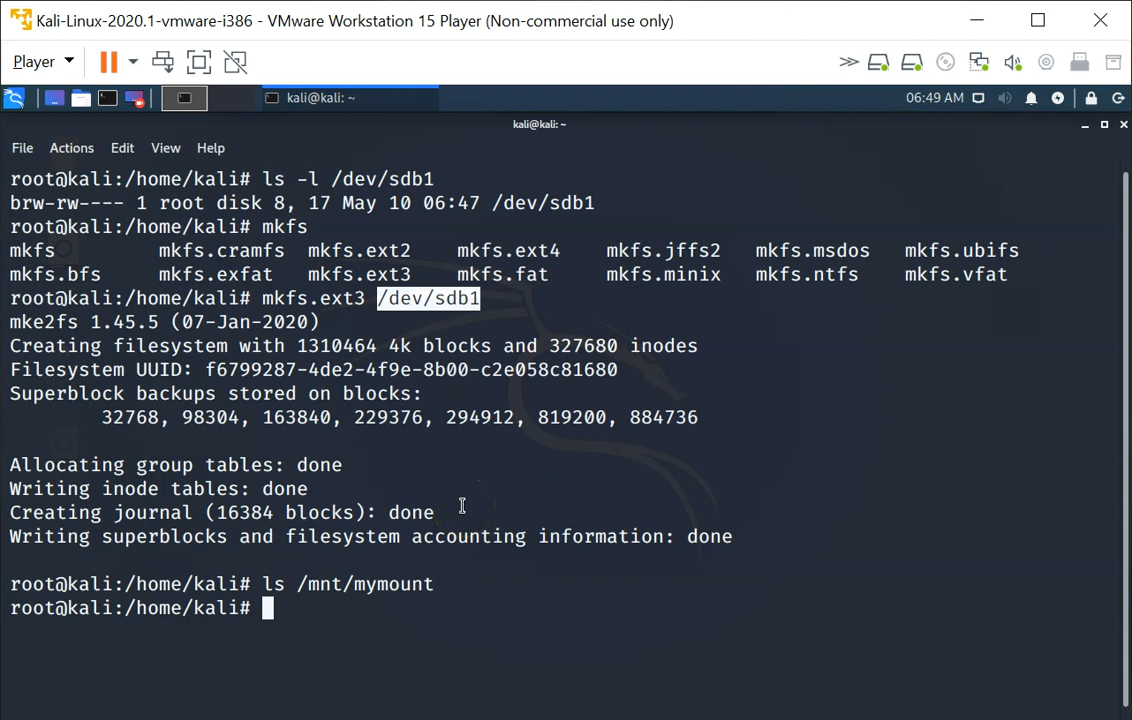 Kali-Linux-2020.1-vmware-i386 - VMware Workstation 15 Player (Non-commercial use only)
Player
kali@kali: ~
06:49 AM
kali@kali:~
File Actions Edit View Help
root@kali:/home/kali# ls -l /dev/sdb1
brw-rw---- 1 root disk 8, 17 May 10 06:47 /dev/sdb1
root@kali:/home/kali# mkfs
mkfs mkfs.cramfs mkfs.ext2 mkfs.ext4 mkfs.jffs2 mkfs.msdos mkfs.ubifs
mkfs.bfs mkfs.exfat mkfs.ext3 mkfs.fat mkfs.minix mkfs.ntfs mkfs.vfat
root@kali:/home/kali# mkfs.ext3 /dev/sdb1
mke2fs 1.45.5 (07-Jan-2020)
Creating filesystem with 1310464 4k blocks and 327680 inodes
Filesystem UUID: f6799287-4de2-4f9e-8b00-c2e058c81680
Superblock backups stored on blocks:
32768, 98304, 163840, 229376, 294912, 819200, 884736
Allocating group tables: done
Writing inode tables: done
Creating journal (16384 blocks): done
Writing superblocks and filesystem accounting information: done
root@kali:/home/kali# ls /mnt/mymount
root@kali:/home/kali#